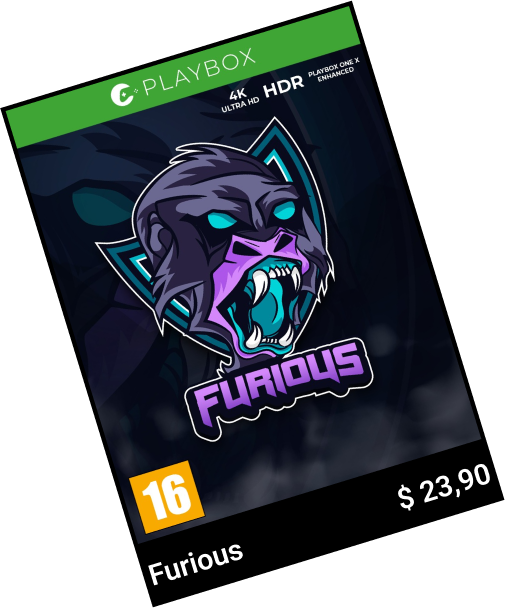 PLAYBOX
4K
ULTRA HD
HDR
PLAYBOX ONE X
ENHANCED
FURIOUS
16
Furious
$ 23,90